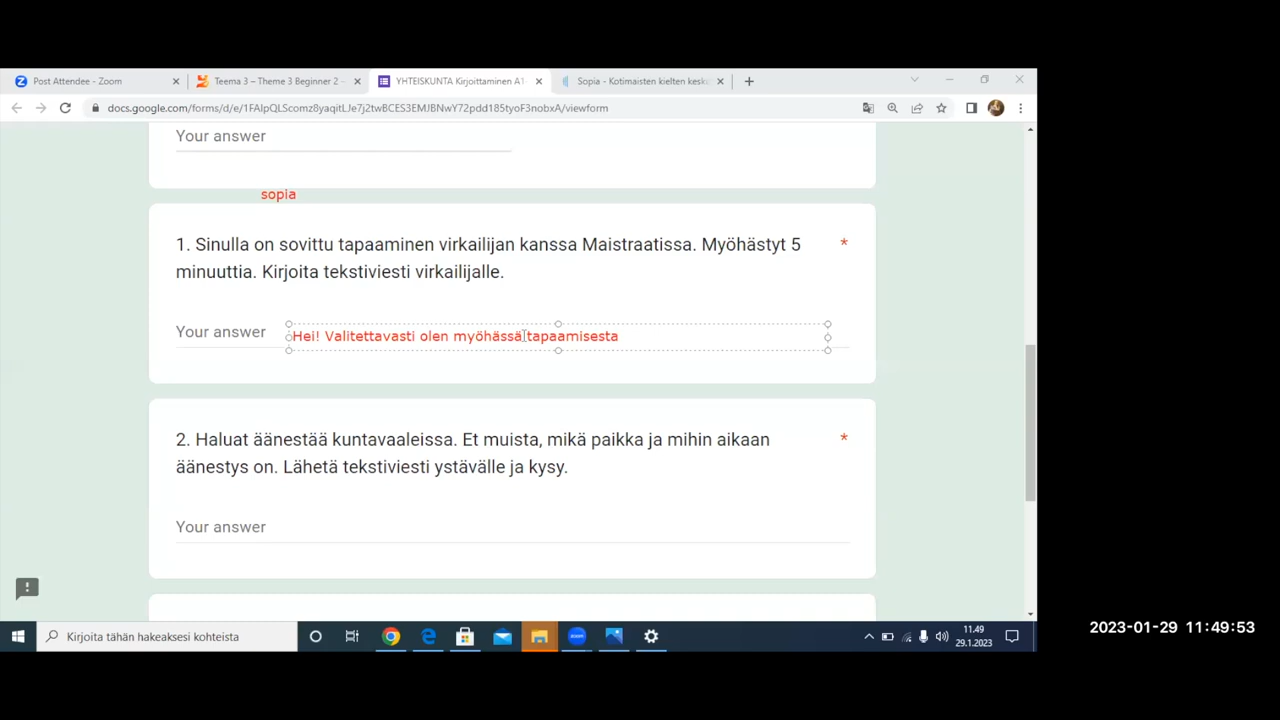 Post Attendee - Zoom
Teema 3 – Theme 3 Beginner 2 –
YHTEISKUNTA Kirjoittaminen A1-
Sopia - Kotimaisten kielten kesku
docs.google.com/forms/d/e/1FAIpQLScomz8yaqitLJe7j2twBCES3EMJBNwY72pdd185tyoF3nobxA/viewform
Your answer
sopia
1. Sinulla on sovittu tapaaminen virkailijan kanssa Maistraatissa. Myöhästyt 5 *
minuuttia. Kirjoita tekstiviesti virkailijalle.
Your answer
Hei! Valitettavasti olen myöhässä tapaamisesta
2. Haluat äänestää kuntavaaleissa. Et muista, mikä paikka ja mihin aikaan *
äänestys on. Lähetä tekstiviesti ystävälle ja kysy.
Your answer
Kirjoita tähän hakeaksesi kohteista
zoom
11.49
29.1.2023
2023-01-29 11:49:53